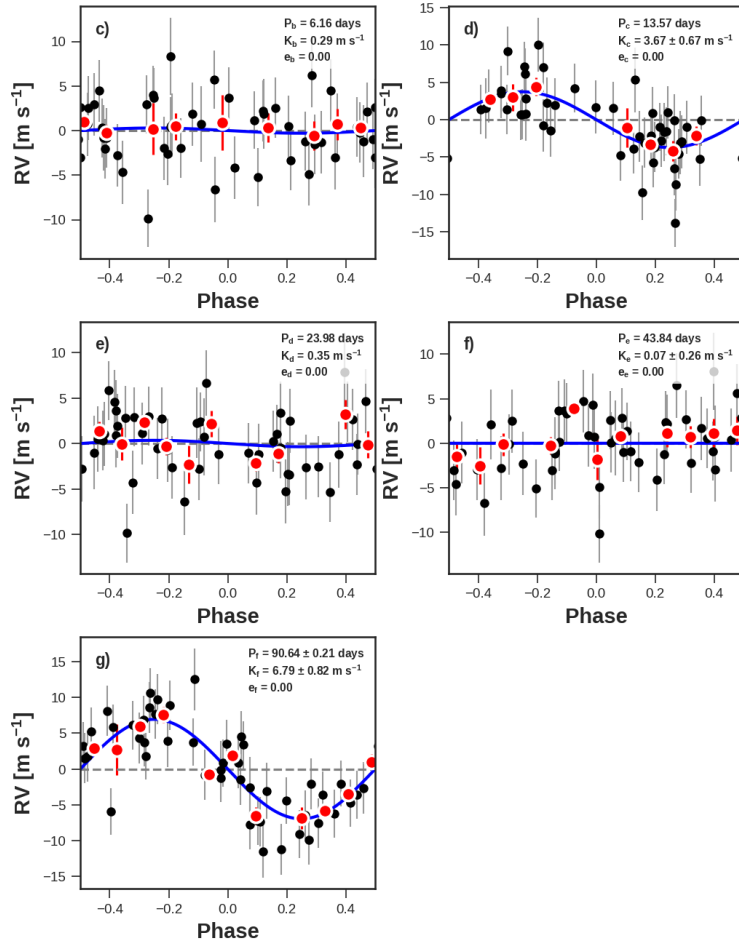 c)
P_b = 6.16 days
K_b = 0.29 m s⁻¹
e_b = 0.00
RV [m s⁻¹]
10
5
0
−5
−10
−0.4 −0.2 0.0 0.2 0.4
Phase
d)
P_c = 13.57 days
K_c = 3.67 ± 0.67 m s⁻¹
e_c = 0.00
RV [m s⁻¹]
15
10
5
0
−5
−10
−15
−0.4 −0.2 0.0 0.2 0.4
Phase
e)
P_d = 23.98 days
K_d = 0.35 m s⁻¹
e_d = 0.00
RV [m s⁻¹]
10
5
0
−5
−10
−0.4 −0.2 0.0 0.2 0.4
Phase
f)
P_e = 43.84 days
K_e = 0.07 ± 0.26 m s⁻¹
e_e = 0.00
RV [m s⁻¹]
10
5
0
−5
−10
−0.4 −0.2 0.0 0.2 0.4
Phase
g)
P_f = 90.64 ± 0.21 days
K_f = 6.79 ± 0.82 m s⁻¹
e_f = 0.00
RV [m s⁻¹]
15
10
5
0
−5
−10
−15
−0.4 −0.2 0.0 0.2 0.4
Phase